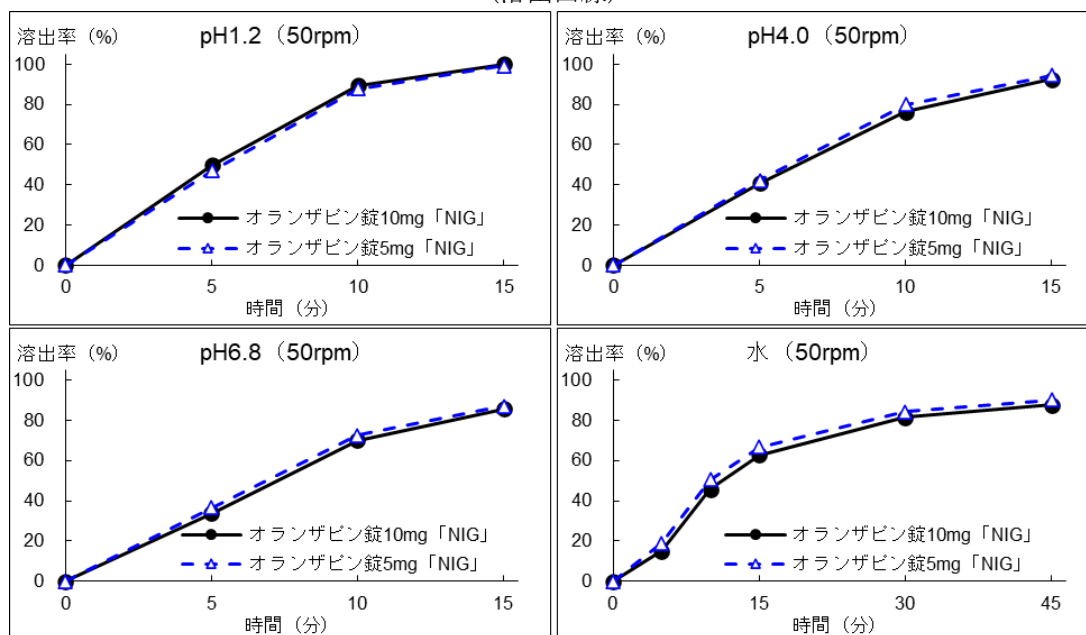 溶出率(%) pH1.2(50rpm)
100
80
60
40
20
0
オランザピン錠10mg「NIG」
オランザピン錠5mg「NIG」
0 5 10 15
時間(分)
溶出率(%) pH4.0(50rpm)
100
80
60
40
20
0
オランザピン錠10mg「NIG」
オランザピン錠5mg「NIG」
0 5 10 15
時間(分)
溶出率(%) pH6.8(50rpm)
100
80
60
40
20
0
オランザピン錠10mg「NIG」
オランザピン錠5mg「NIG」
0 5 10 15
時間(分)
溶出率(%) 水(50rpm)
100
80
60
40
20
0
オランザピン錠10mg「NIG」
オランザピン錠5mg「NIG」
0 15 30 45
時間(分)